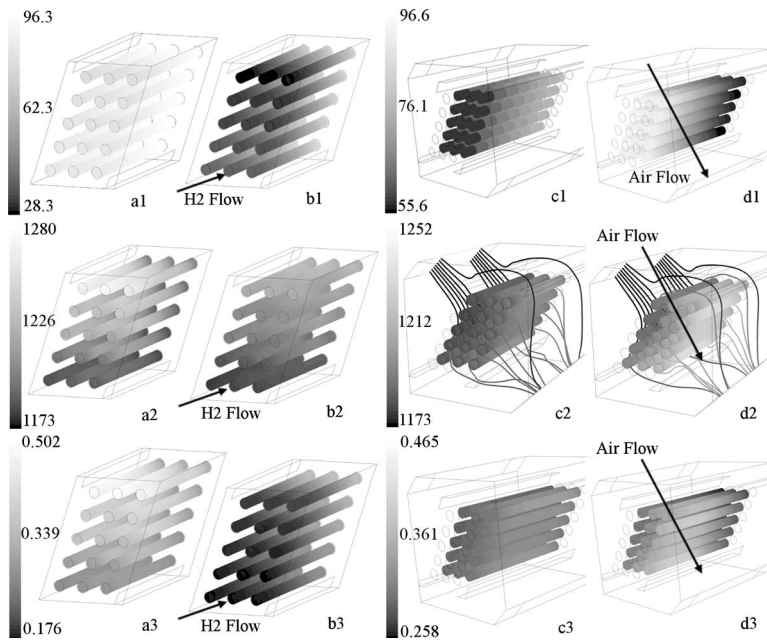 96.3
62.3
28.3
a1
H2 Flow
b1
96.6
76.1
55.6
c1
Air Flow
d1
1280
1226
1173
a2
H2 Flow
b2
1252
1212
1173
Air Flow
c2
d2
0.502
0.339
0.176
a3
H2 Flow
b3
0.465
0.361
0.258
Air Flow
c3
d3